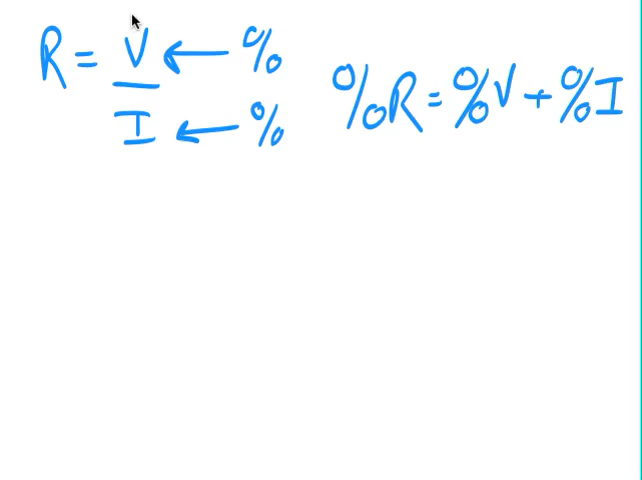 R = V ← %
I ← %
%R = %V + %I